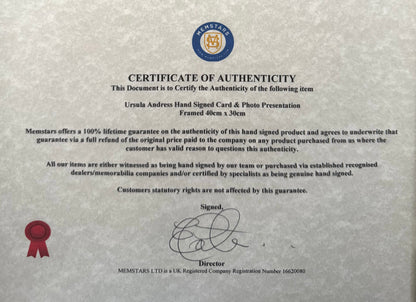 MEMSTARS
CERTIFICATE OF AUTHENTICITY
This Document is to Certify the Authenticity of the following item
Ursula Andress Hand Signed Card & Photo Presentation
Framed 40cm x 30cm
Memstars offers a 100% lifetime guarantee on the authenticity of this hand signed product and agrees to underwrite that
guarantee via a full refund of the original price paid to the company on any product purchased from us where the
customer has valid reason to questions this authenticity.
All our items are either witnessed as being hand signed by our team or purchased via established recognised
dealers/memorabilia companies and/or certified by specialists as being genuine hand signed.
Customers statutory rights are not affected by this guarantee.
Signed,
Director
MEMSTARS LTD is a UK Registered Company Registration Number 16620080